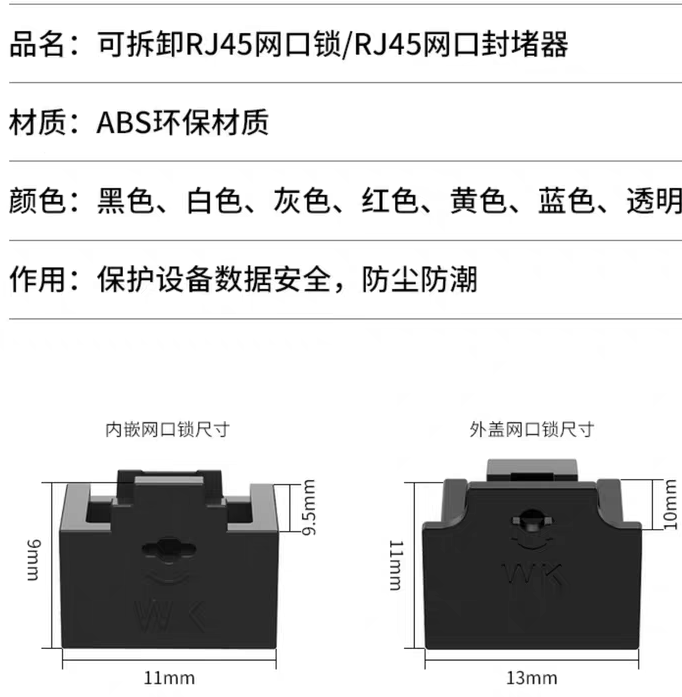 品名：可拆卸RJ45网口锁/RJ45网口封堵器
材质：ABS环保材质
颜色：黑色、白色、灰色、红色、黄色、蓝色、透明
作用：保护设备数据安全，防尘防潮
内嵌网口锁尺寸
外盖网口锁尺寸
9.5mm
9mm
WK
11mm
10mm
11mm
WK
13mm